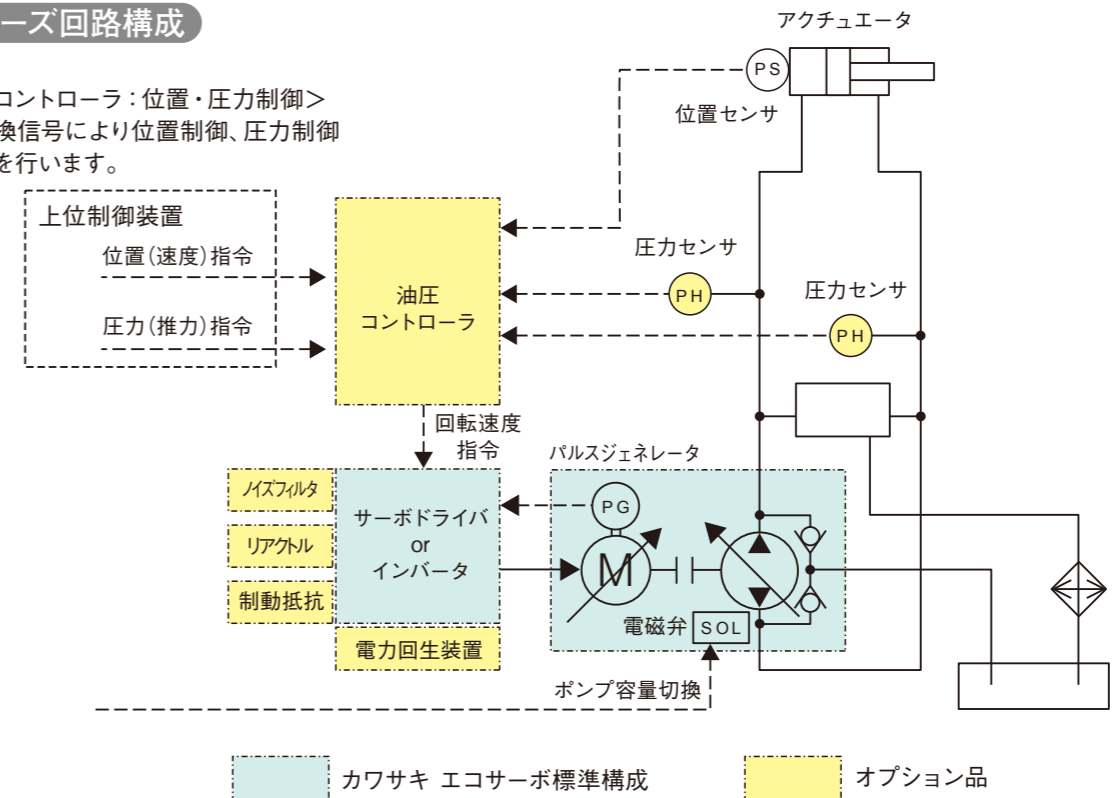 ーズ回路構成
コントローラ:位置・圧力制御>
換信号により位置制御、圧力制御
を行います。
アクチュエータ
PS
位置センサ
上位制御装置
位置(速度)指令
圧力(推力)指令
油圧
コントローラ
圧力センサ
PH
圧力センサ
PH
回転速度
指令
パルスジェネレータ
ノイズフィルタ
リアクトル
制動抵抗
サーボドライバ
or
インバータ
電力回生装置
PG
M
電磁弁
SOL
ポンプ容量切換
カワサキ エコサーボ標準構成
オプション品